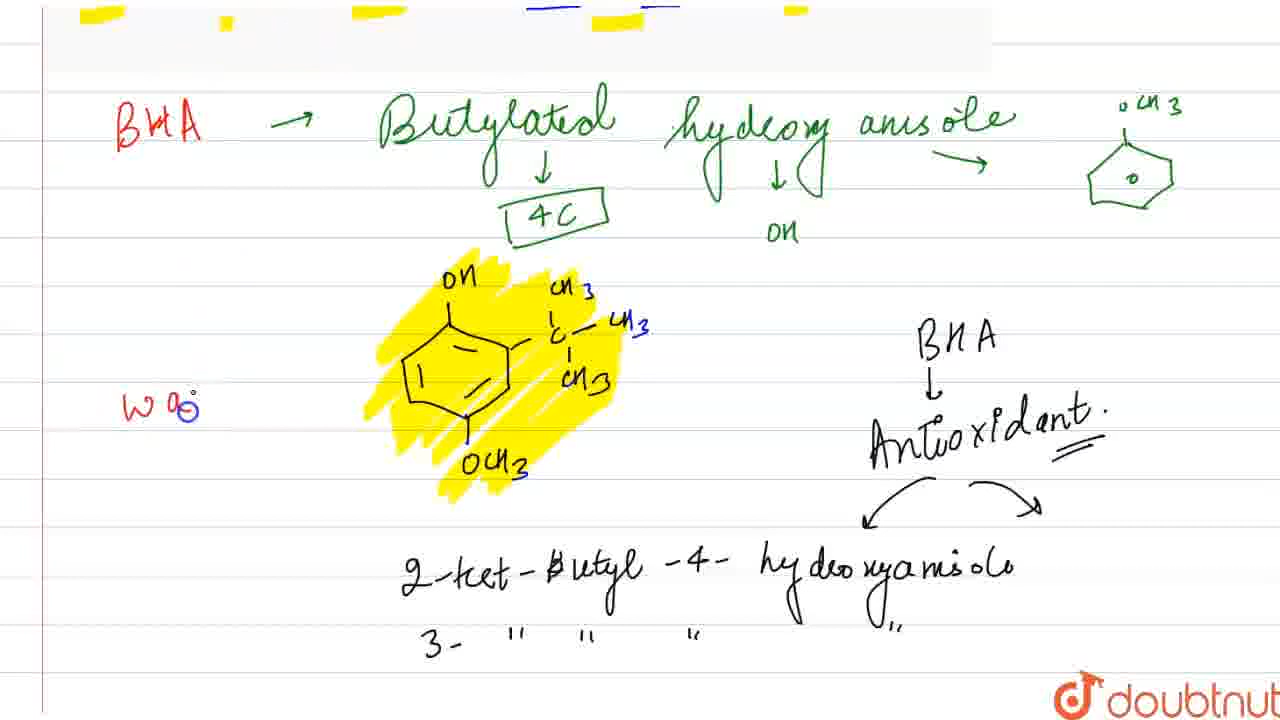 BHA → Butylated hydroxy anisole → OCH3
↓ ↓
4C OH
OH
CH3
C CH3
CH3
OCH3
BHA
↓
Antioxidant.
2-tert-Butyl-4-hydroxyanisole
3- " " " "
doubtnut